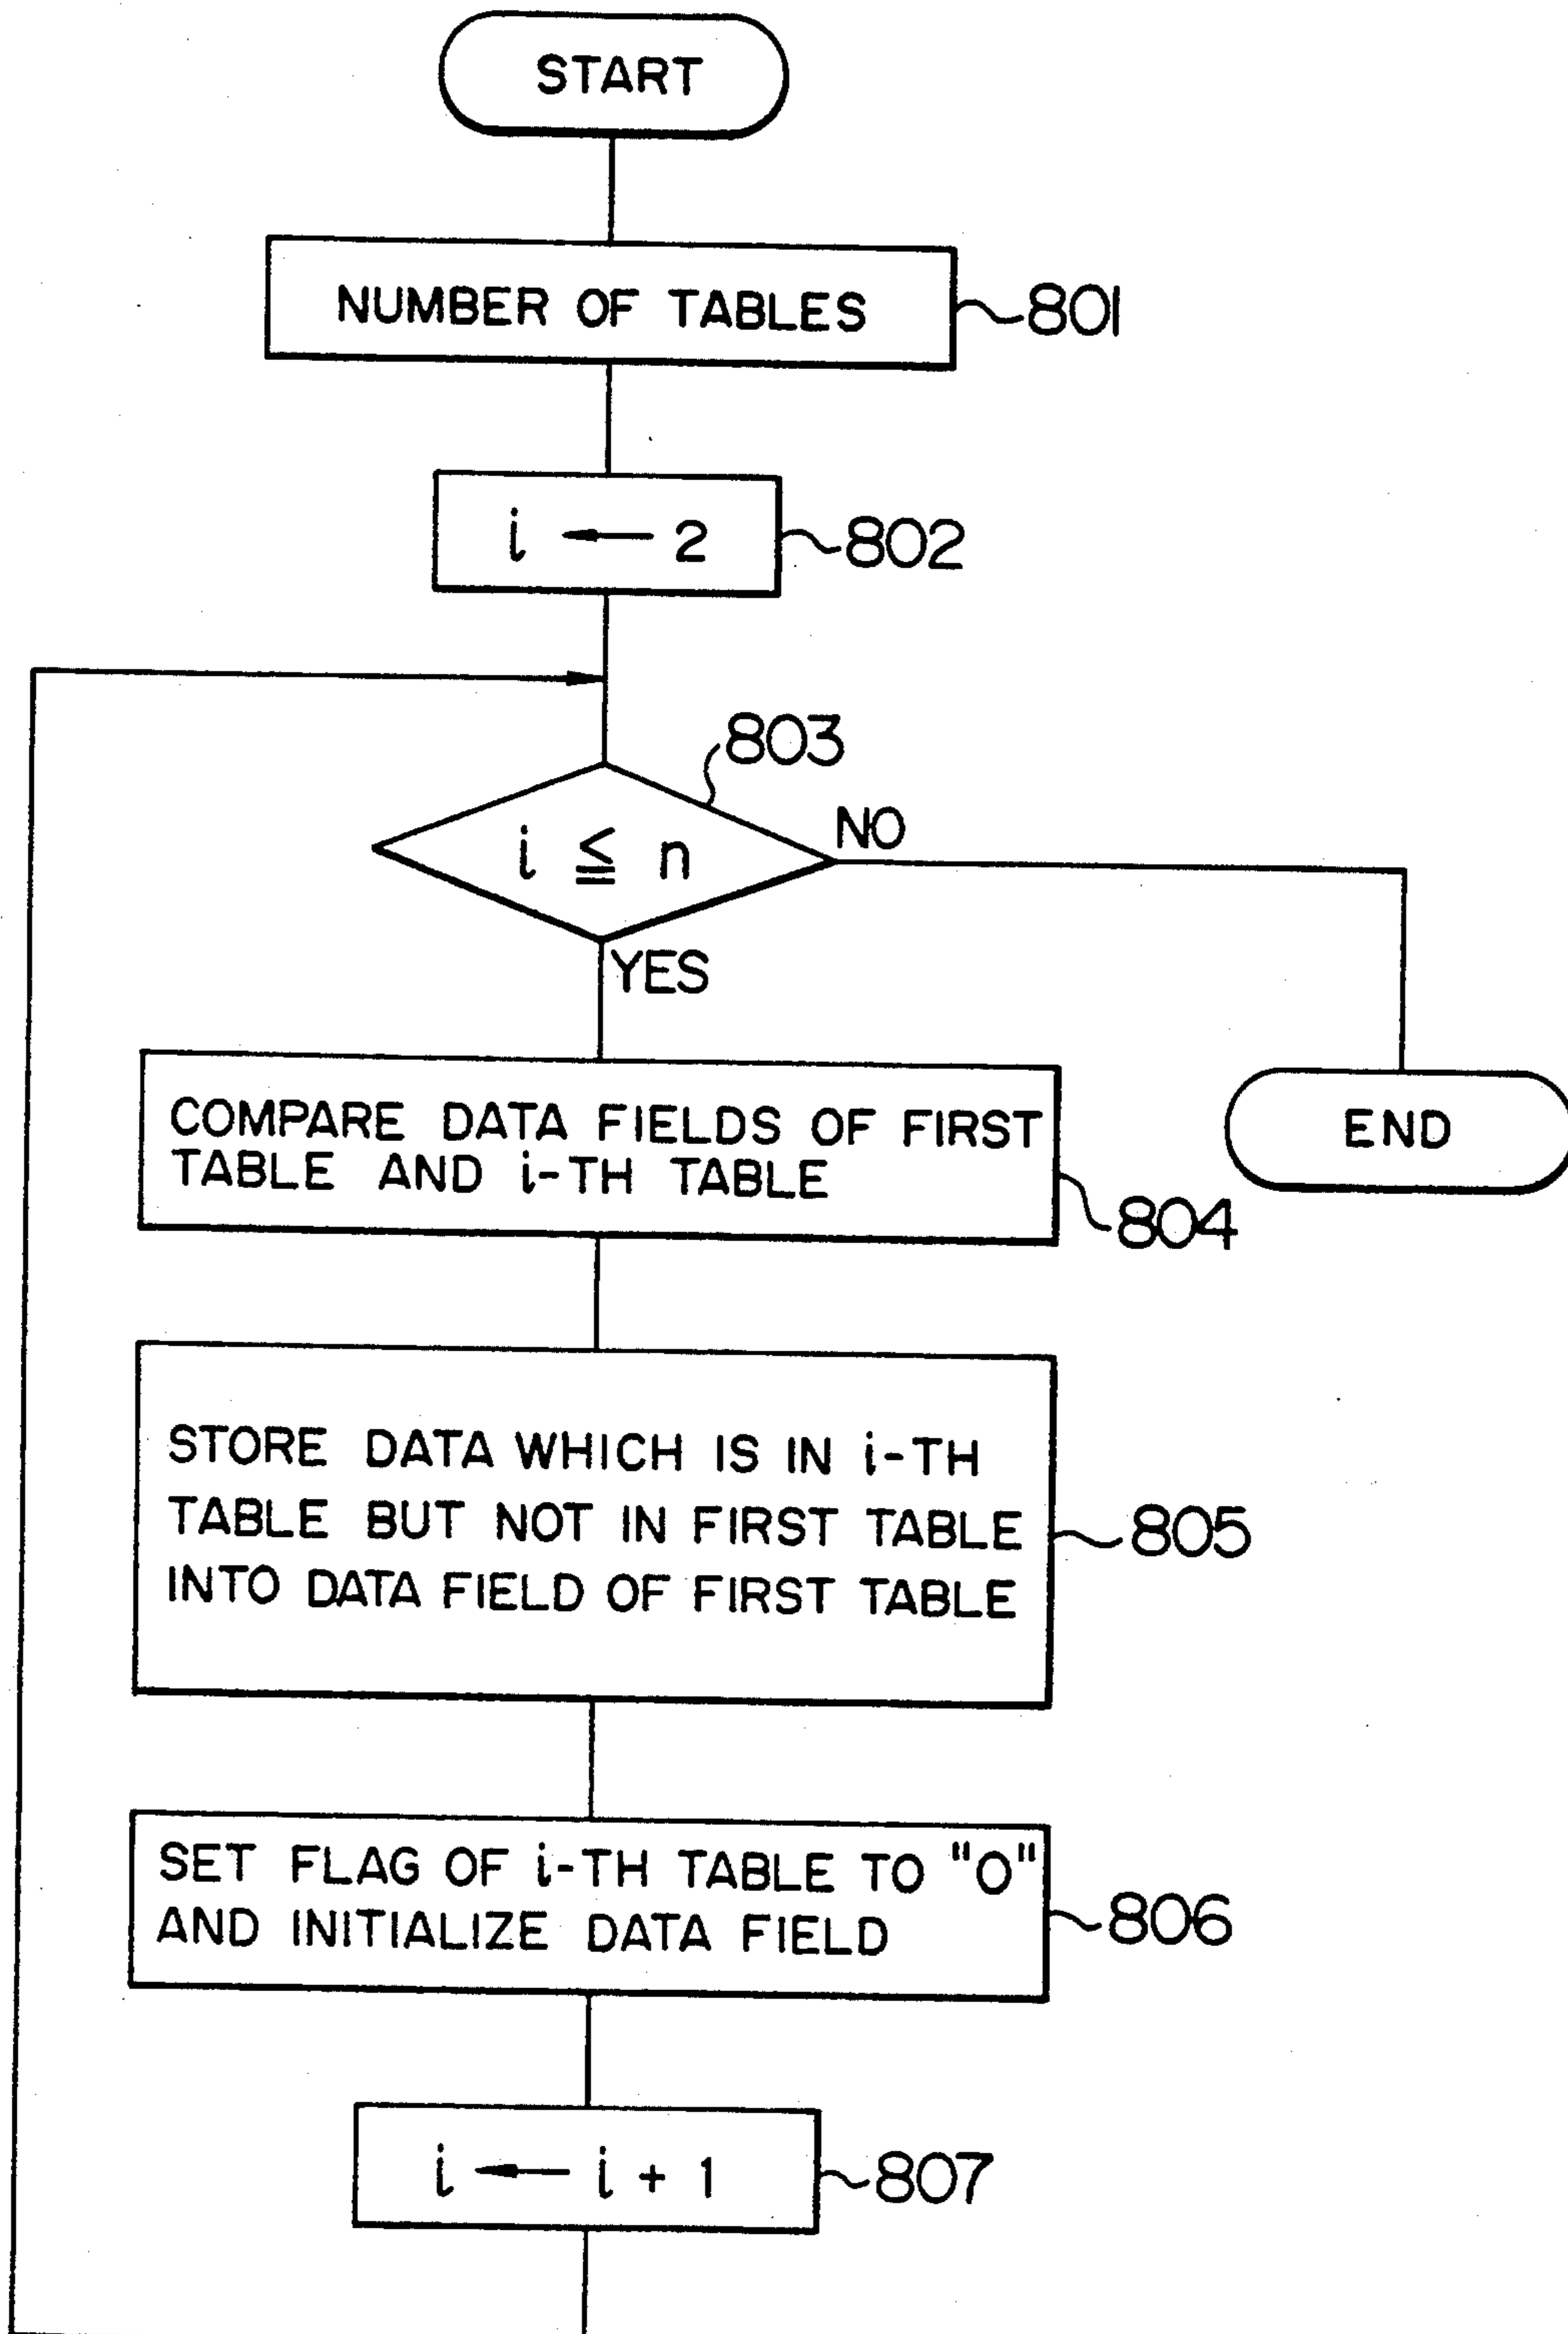 START
NUMBER OF TABLES
801
i ← 2
802
803
i ≦ n
NO
YES
COMPARE DATA FIELDS OF FIRST
TABLE AND i-TH TABLE
804
END
STORE DATA WHICH IS IN i-TH
TABLE BUT NOT IN FIRST TABLE
INTO DATA FIELD OF FIRST TABLE
805
SET FLAG OF i-TH TABLE TO "O"
AND INITIALIZE DATA FIELD
806
i ← i + 1
807